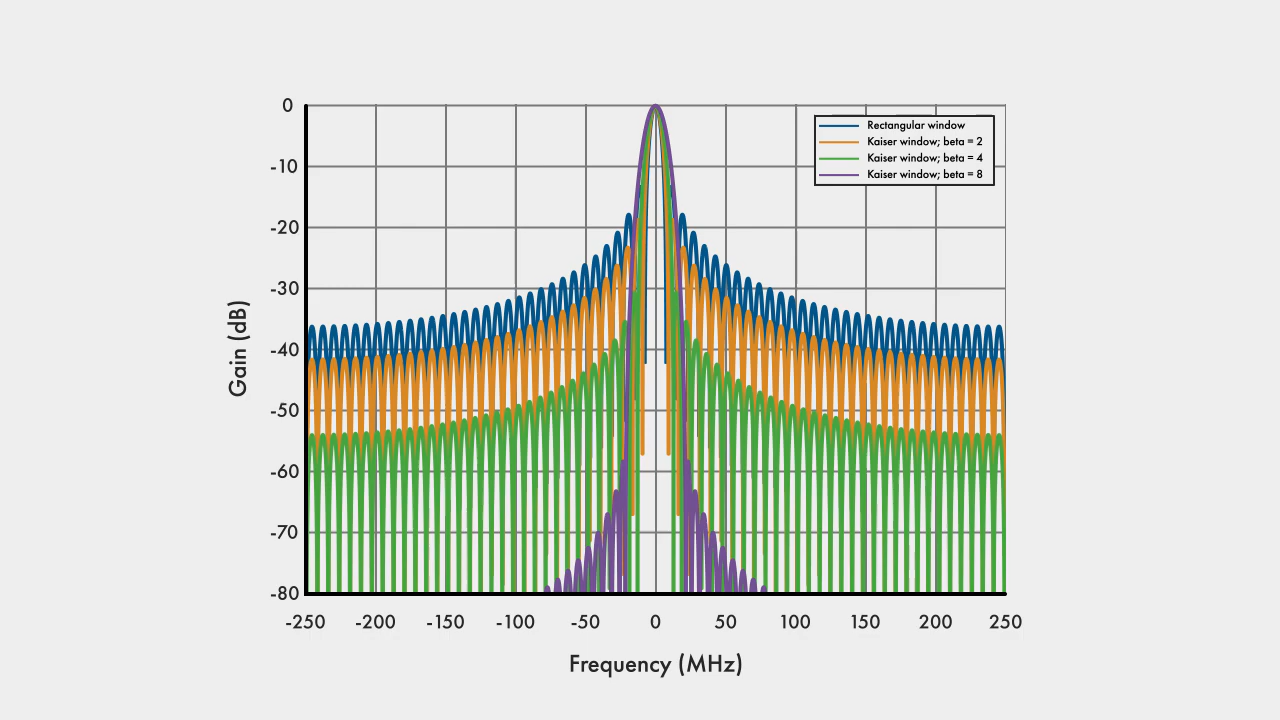 Rectangular window
Kaiser window; beta = 2
Kaiser window; beta = 4
Kaiser window; beta = 8
0
-10
-20
-30
-40
-50
-60
-70
-80
Gain (dB)
-250 -200 -150 -100 -50 0 50 100 150 200 250
Frequency (MHz)